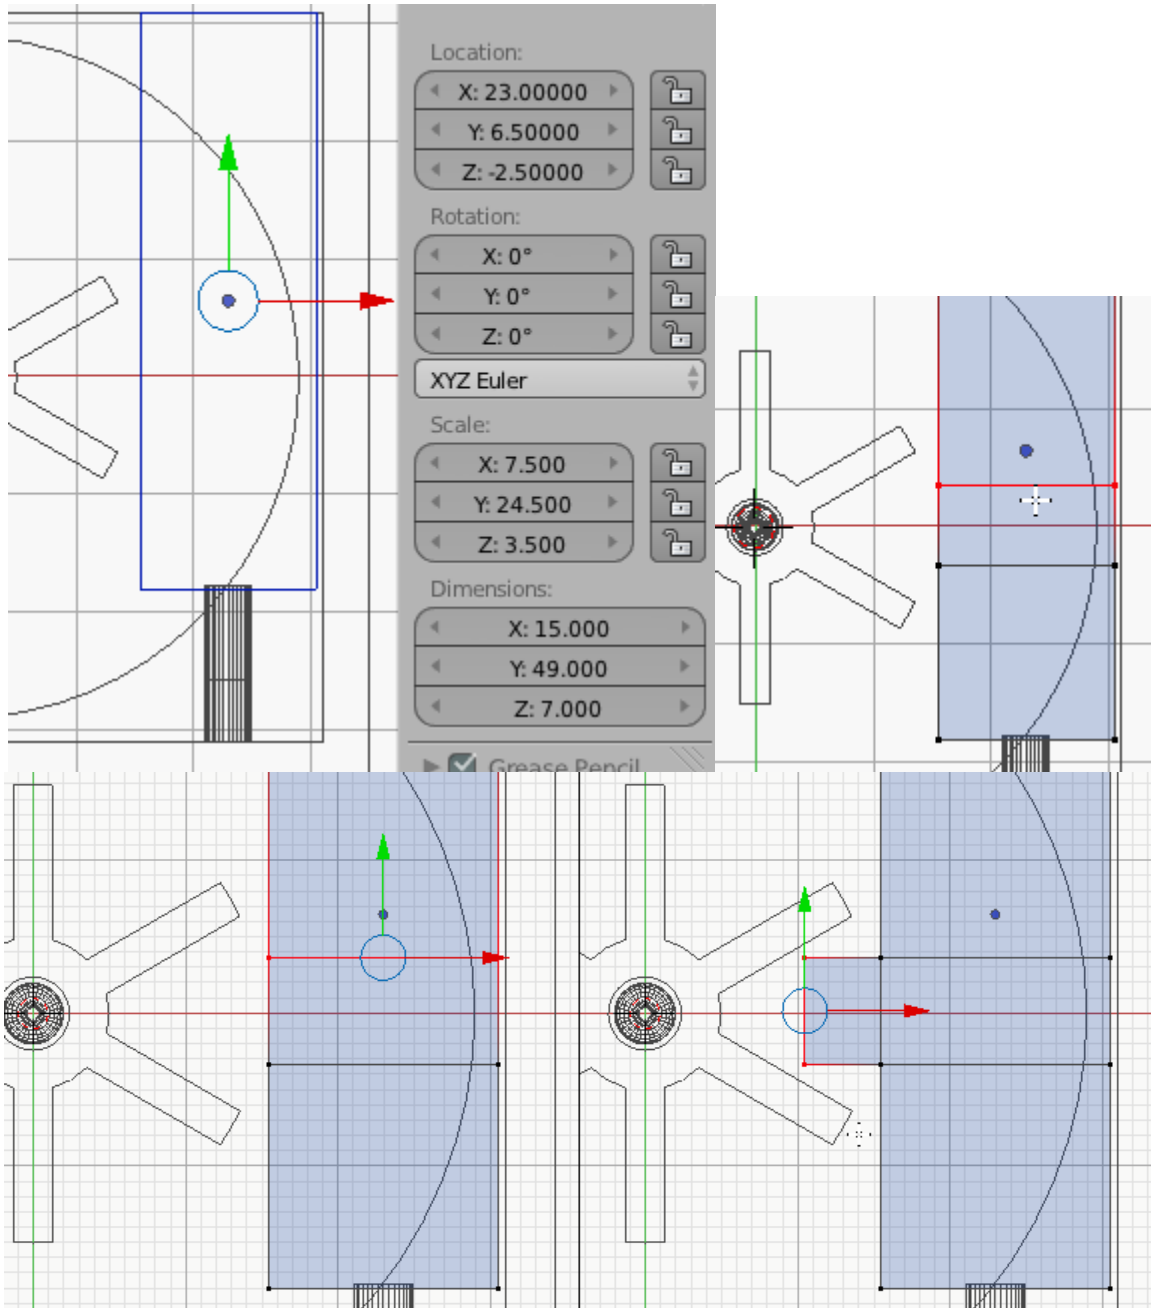 Location:
X: 23.00000
Y: 6.50000
Z: -2.50000
Rotation:
X: 0°
Y: 0°
Z: 0°
XYZ Euler
Scale:
X: 7.500
Y: 24.500
Z: 3.500
Dimensions:
X: 15.000
Y: 49.000
Z: 7.000
Grease Pencil